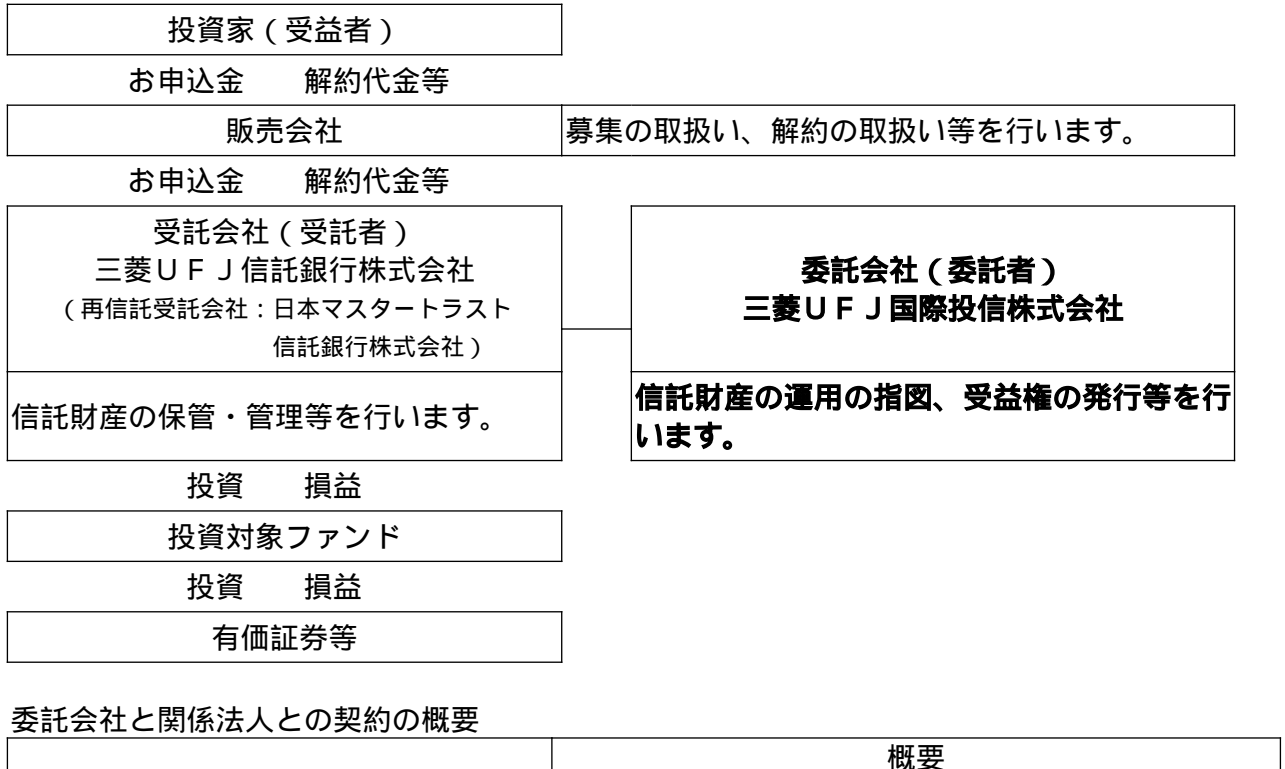 投資家(受益者)
お申込金　　解約代金等
販売会社
募集の取扱い、解約の取扱い等を行います。
お申込金　　解約代金等
受託会社(受託者)
三菱UFJ信託銀行株式会社
(再信託受託会社:日本マスタートラスト
信託銀行株式会社)
委託会社(委託者)
三菱UFJ国際投信株式会社
信託財産の保管・管理等を行います。
信託財産の運用の指図、受益権の発行等を行
います。
投資　　損益
投資対象ファンド
投資　　損益
有価証券等
委託会社と関係法人との契約の概要
概要